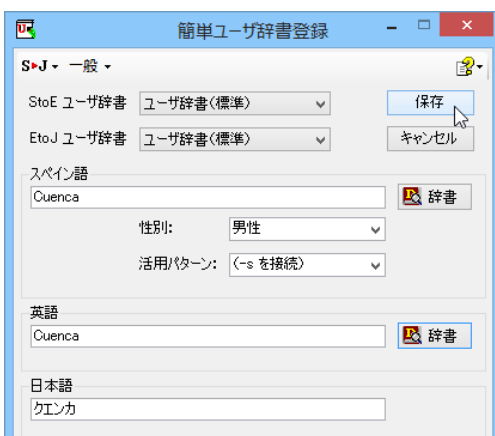 簡単ユーザ辞書登録
S▸J 一般
StoE ユーザ辞書 ユーザ辞書(標準) 保存
EtoJ ユーザ辞書 ユーザ辞書(標準) キャンセル
スペイン語
Cuenca 辞書
性別: 男性
活用パターン: (-s を接続)
英語
Cuenca 辞書
日本語
クエンカ